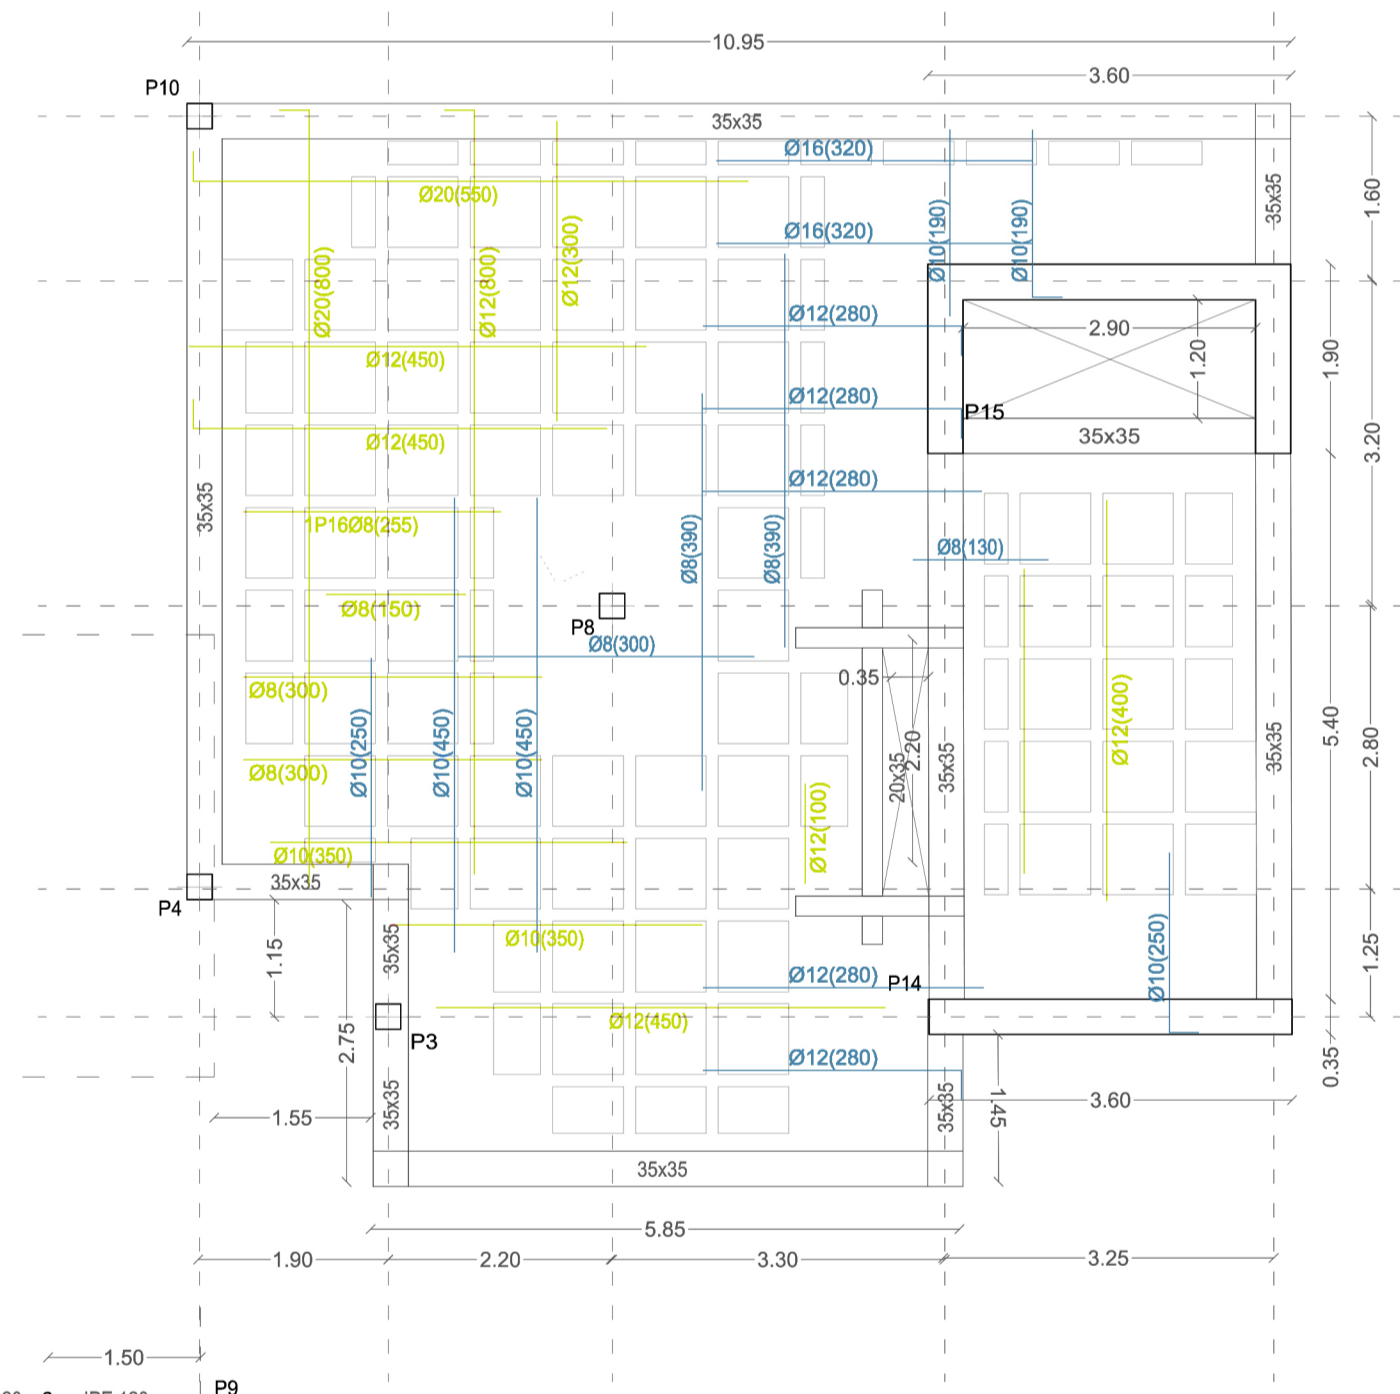 10.95
3.60
P10
35x35
Ø16(320)
Ø20(550)
35x35
1.60
Ø16(320)
Ø10(190)
Ø10(190)
Ø12(300)
Ø20(800)
Ø12(800)
Ø12(280)
2.90
1.20
1.90
Ø12(450)
Ø12(280)
P15
Ø12(450)
35x35
3.20
Ø12(280)
35x35
1P16Ø8(255)
Ø8(390)
Ø8(390)
Ø8(130)
Ø8(150)
P8
Ø8(300)
0.35
Ø8(300)
Ø12(400)
5.40
2.80
Ø10(250)
Ø10(450)
Ø10(450)
2.20
20x35
35x35
35x35
Ø8(300)
Ø12(100)
Ø10(350)
35x35
P4
1.15
35x35
Ø10(350)
Ø12(280)
P14
Ø10(250)
1.25
Ø12(450)
P3
2.75
Ø12(280)
0.35
35x35
35x35
1.45
3.60
1.55
35x35
5.85
1.90
2.20
3.30
3.25
1.50
P9